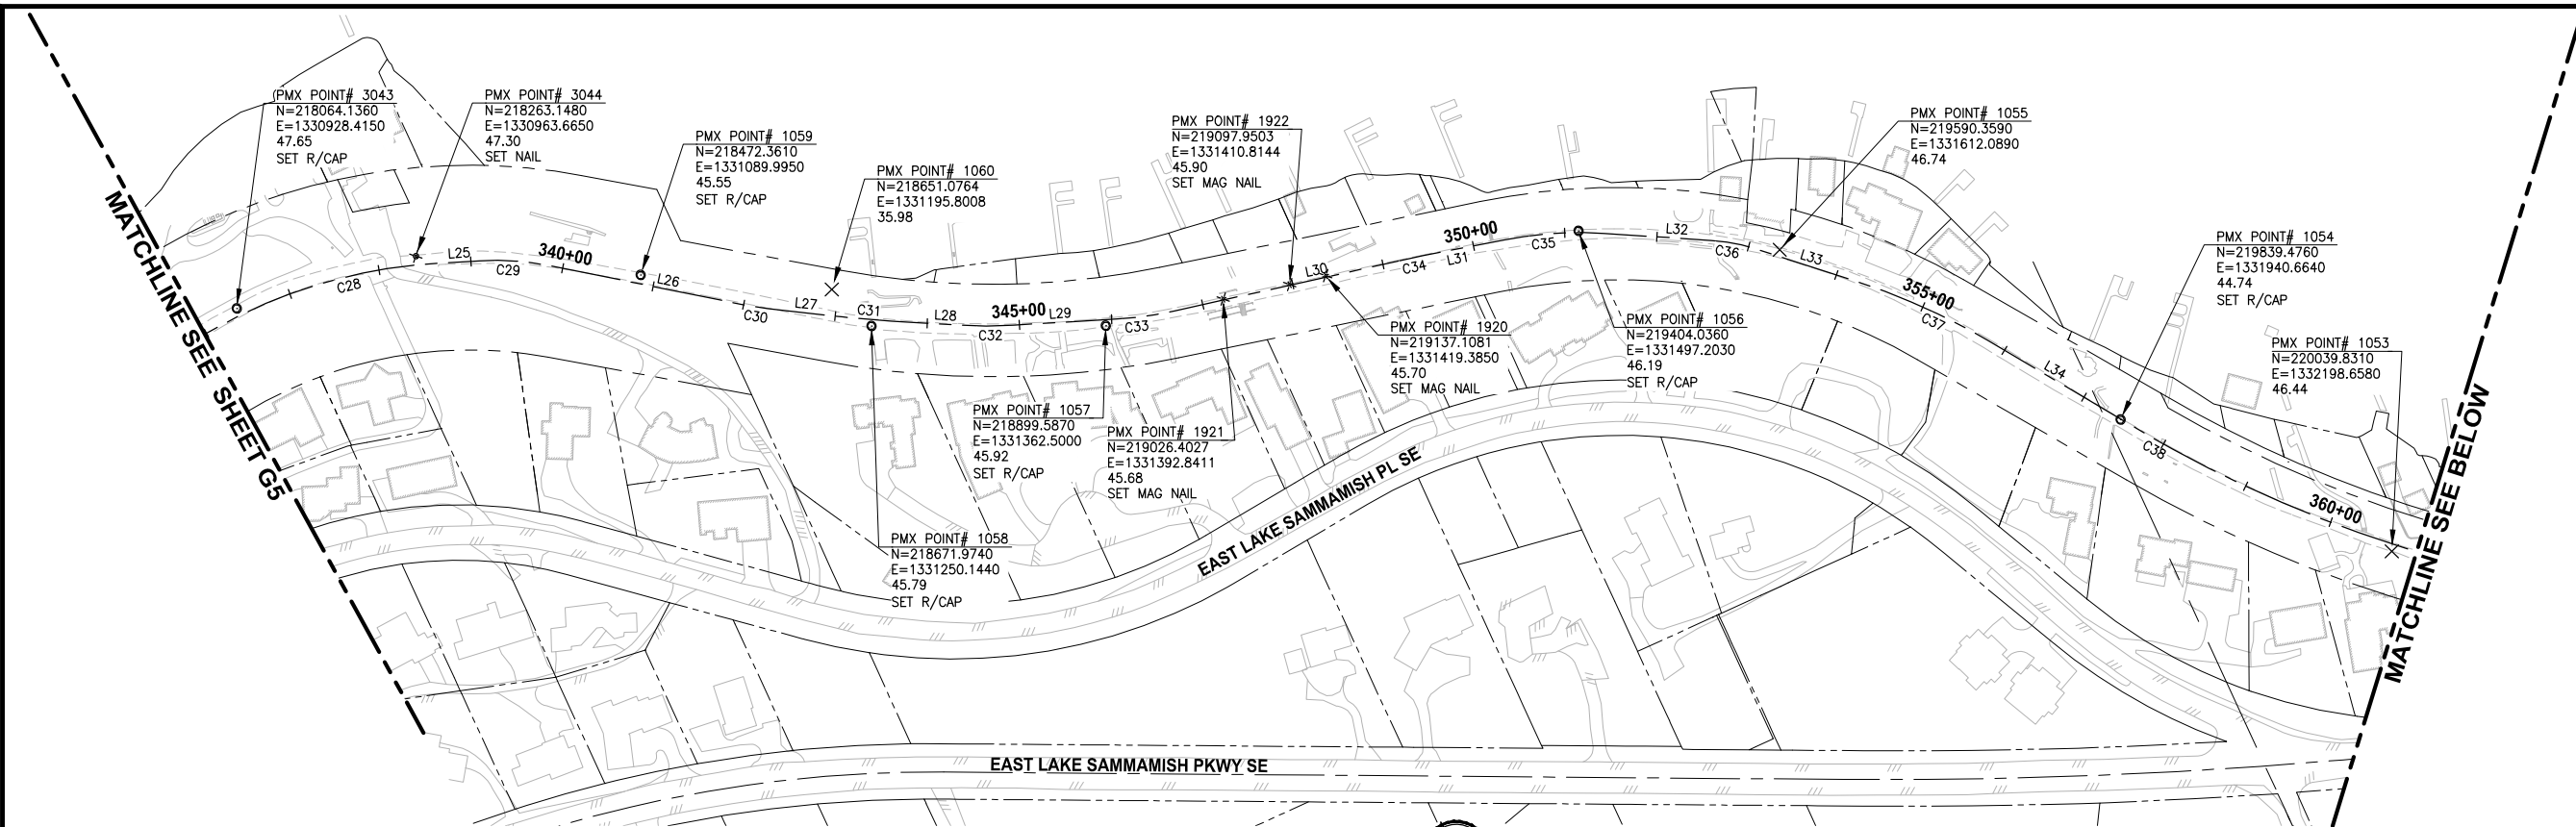 PMX POINT# 3043
N=218064.1360
E=1330928.4150
47.65
SET R/CAP
PMX POINT# 3044
N=218263.1480
E=1330963.6650
47.30
SET NAIL
PMX POINT# 1059
N=218472.3610
E=1331089.9950
45.55
SET R/CAP
PMX POINT# 1060
N=218651.0764
E=1331195.8008
35.98
PMX POINT# 1922
N=219097.9503
E=1331410.8144
45.90
SET MAG NAIL
PMX POINT# 1055
N=219590.3590
E=1331612.0890
46.74
PMX POINT# 1054
N=219839.4760
E=1331940.6640
44.74
SET R/CAP
PMX POINT# 1053
N=220039.8310
E=1332198.6580
46.44
MATCHLINE SEE SHEET G5
C28
L25
C29
340+00
L26
C30
L27
C31
L28
C32
345+00
L29
C33
L30
C34
L31
350+00
C35
L32
C36
L33
355+00
C37
L34
C38
360+00
MATCHLINE SEE BELOW
PMX POINT# 1920
N=219137.1081
E=1331419.3850
45.70
SET MAG NAIL
PMX POINT# 1056
N=219404.0360
E=1331497.2030
46.19
SET R/CAP
PMX POINT# 1057
N=218899.5870
E=1331362.5000
45.92
SET R/CAP
PMX POINT# 1921
N=219026.4027
E=1331392.8411
45.68
SET MAG NAIL
PMX POINT# 1058
N=218671.9740
E=1331250.1440
45.79
SET R/CAP
EAST LAKE SAMMAMISH PL SE
EAST LAKE SAMMAMISH PKWY SE